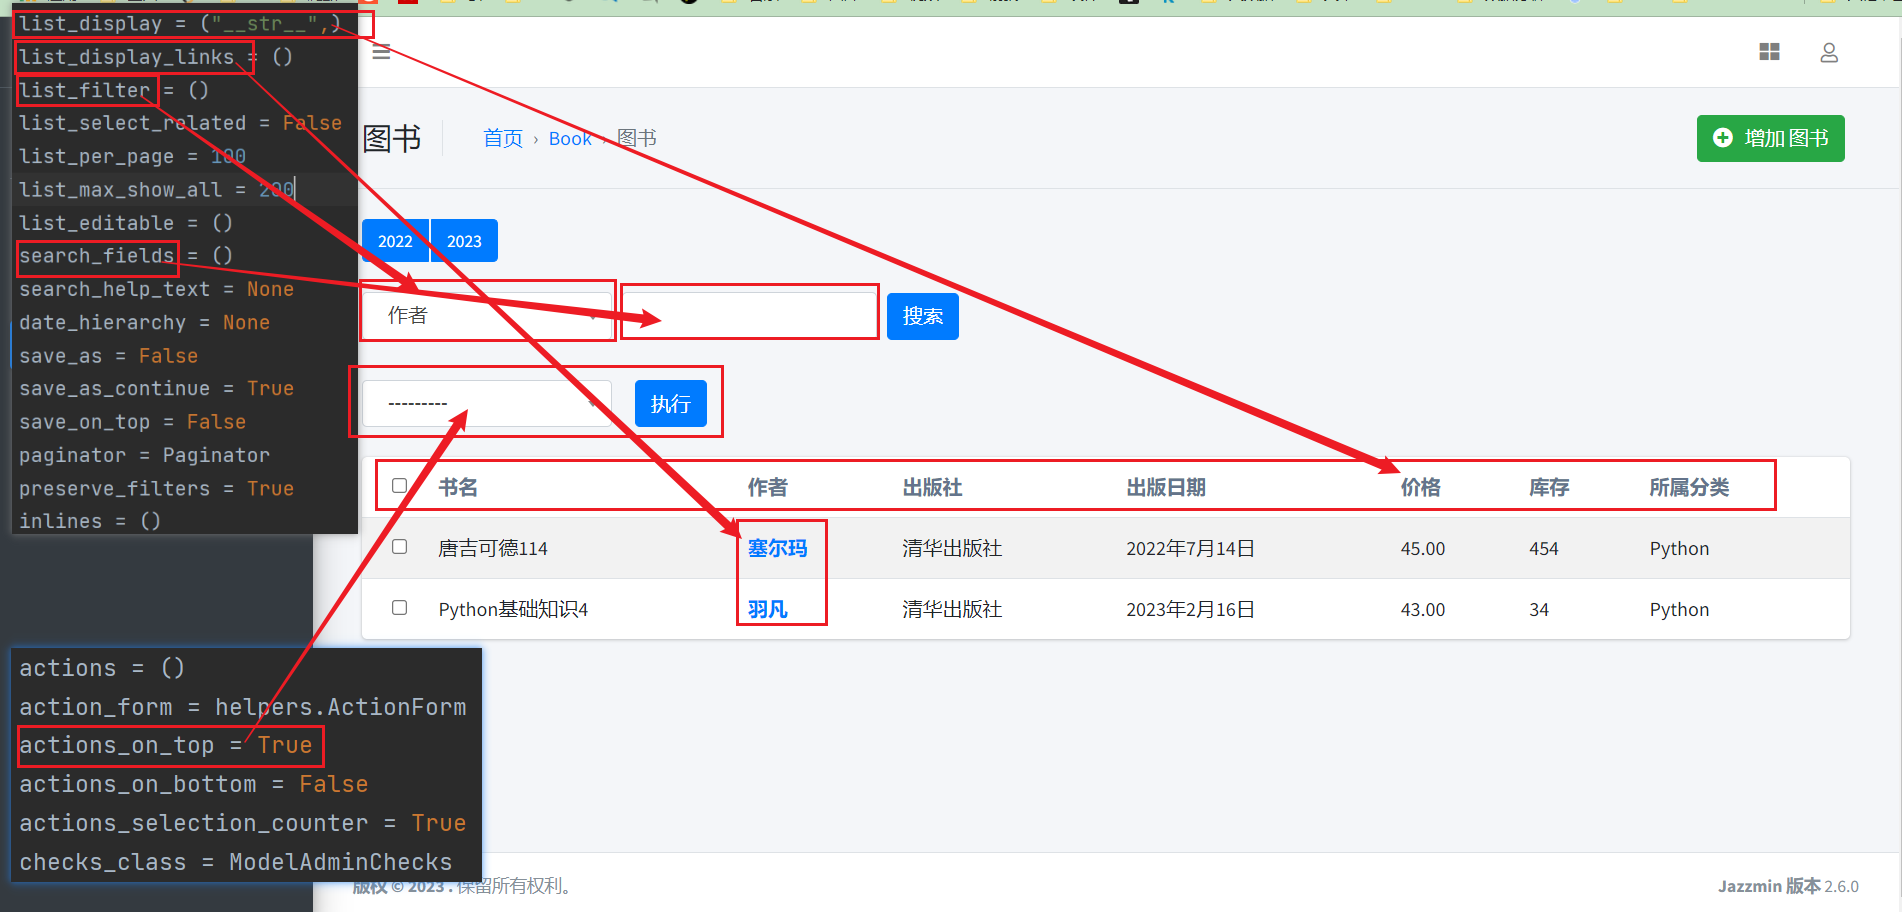 list_display = ("__str__",)
list_display_links = ()
list_filter = ()
list_select_related = False
list_per_page = 100
list_max_show_all = 200
list_editable = ()
search_fields = ()
search_help_text = None
date_hierarchy = None
save_as = False
save_as_continue = True
save_on_top = False
paginator = Paginator
preserve_filters = True
inlines = ()
actions = ()
action_form = helpers.ActionForm
actions_on_top = True
actions_on_bottom = False
actions_selection_counter = True
checks_class = ModelAdminChecks
图书 首页 › Book › 图书 增加 图书
2022 2023
作者 搜索
--------- 执行
书名 作者 出版社 出版日期 价格 库存 所属分类
唐吉可德114 塞尔玛 清华出版社 2022年7月14日 45.00 454 Python
Python基础知识4 羽凡 清华出版社 2023年2月16日 43.00 34 Python
版权 © 2023 . 保留所有权利。 Jazzmin 版本 2.6.0